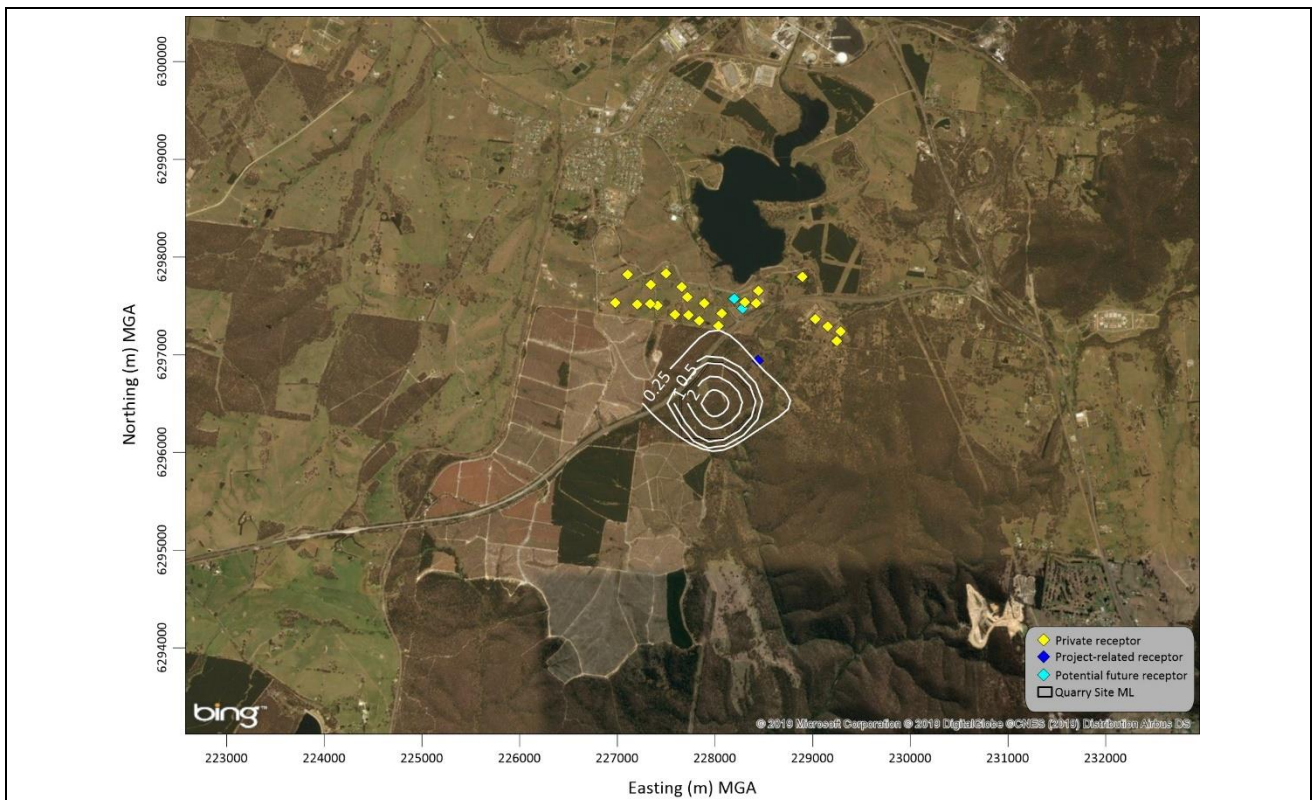 6300000
6299000
6298000
6297000
6296000
6295000
6294000
Northing (m) MGA
0.25
0.5
1
2
Private receptor
Project-related receptor
Potential future receptor
Quarry Site ML
bing™
© 2019 Microsoft Corporation © 2019 DigitalGlobe ©CNES (2019) Distribution Airbus DS
223000 224000 225000 226000 227000 228000 229000 230000 231000 232000
Easting (m) MGA